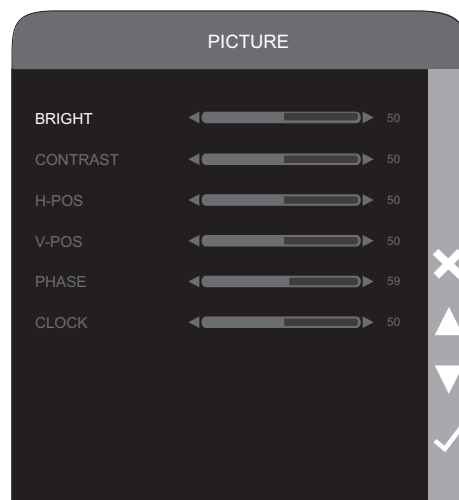 PICTURE
BRIGHT 50
CONTRAST 50
H-POS 50
V-POS 50
PHASE 59
CLOCK 50